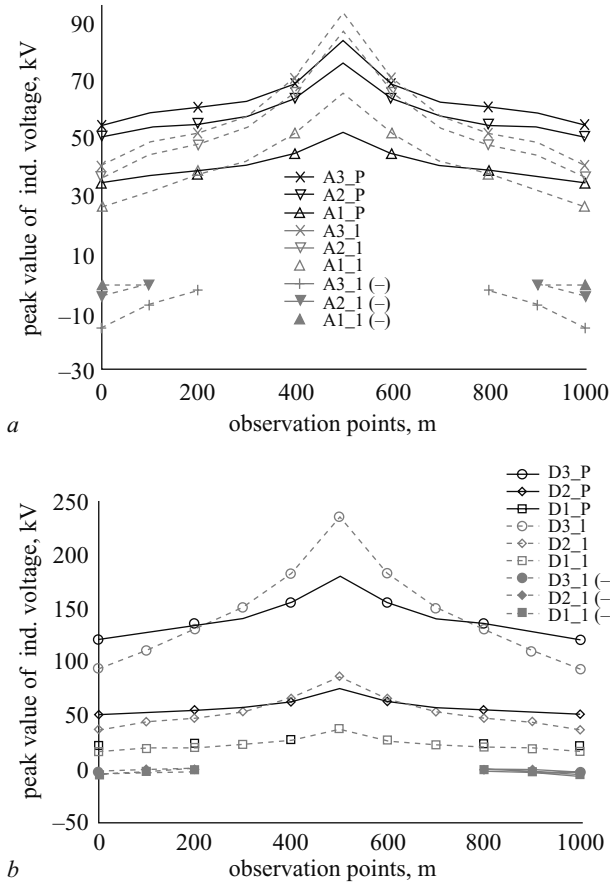 peak value of ind. voltage, kV
90
70
50
30
10
–10
–30
A3_P
A2_P
A1_P
A3_1
A2_1
A1_1
A3_1 (–)
A2_1 (–)
A1_1 (–)
0 200 400 600 800 1000
a
observation points, m
peak value of ind. voltage, kV
250
200
150
100
50
0
–50
D3_P
D2_P
D1_P
D3_1
D2_1
D1_1
D3_1 (–
D2_1 (–
D1_1 (–
0 200 400 600 800 1000
b
observation points, m